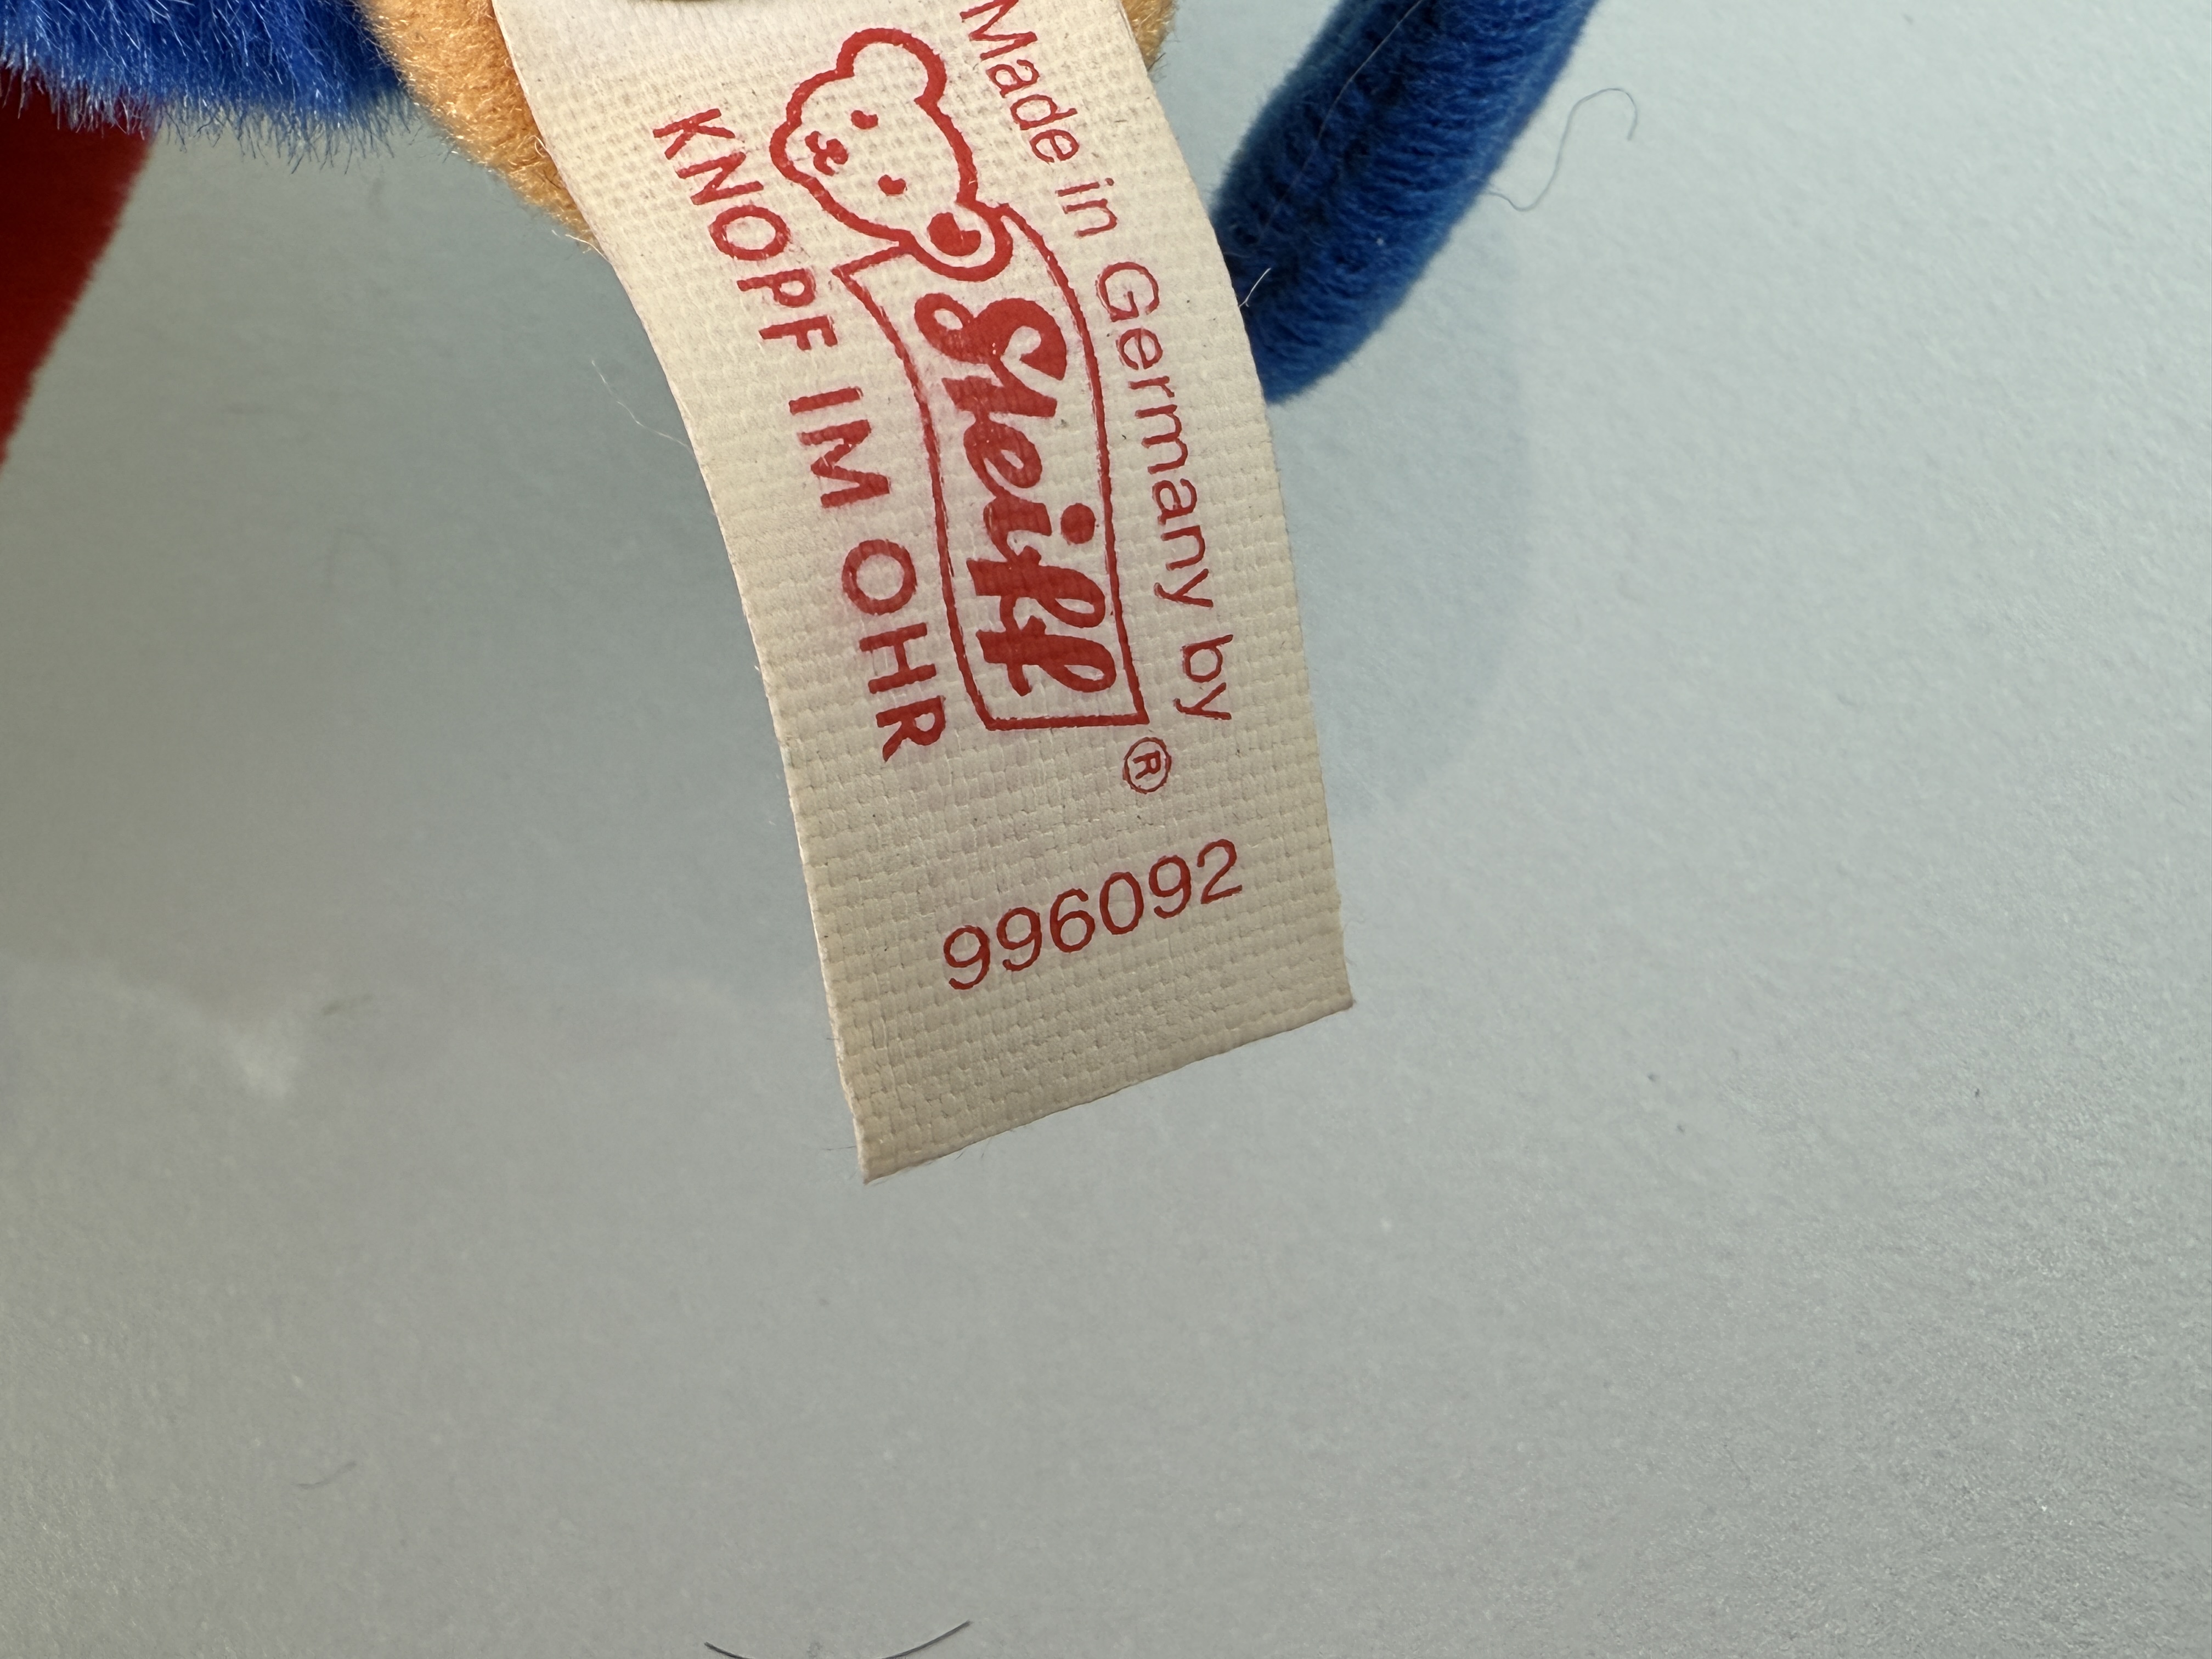 Made in Germany by
Steiff
®
KNOPF IM OHR
996092